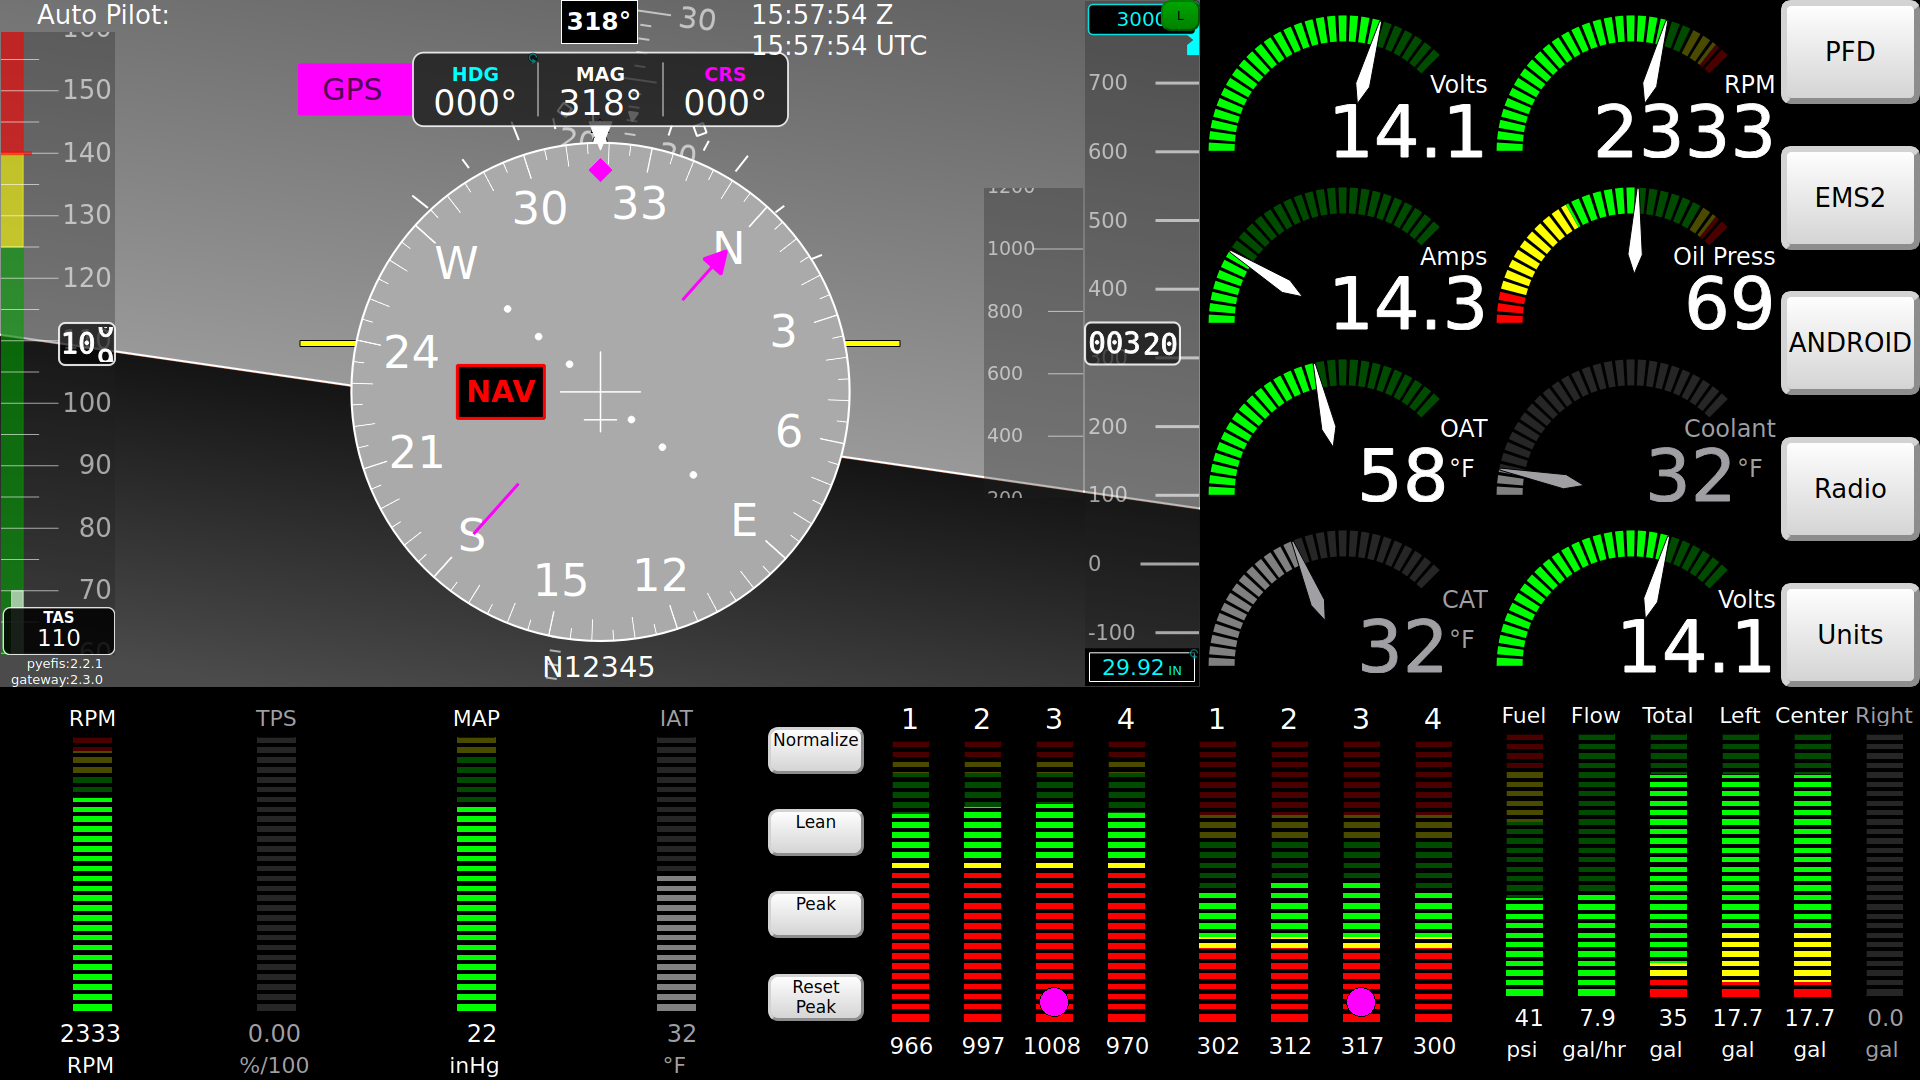 Auto Pilot:
318°
30
15:57:54 Z
15:57:54 UTC
GPS
HDG
000°
MAG
318°
CRS
000°
L
150
140
130
120
100
90
80
70
TAS
110
pyefis:2.2.1
gateway:2.3.0
30
33
N
3
6
E
12
15
S
21
24
W
NAV
N12345
1000
800
600
400
700
600
500
400
200
100
0
-100
00320
29.92 IN
Volts
14.1
RPM
2333
Amps
14.3
Oil Press
69
OAT
58 °F
Coolant
32 °F
CAT
32 °F
Volts
14.1
PFD
EMS2
ANDROID
Radio
Units
RPM
2333
RPM
TPS
0.00
%/100
MAP
22
inHg
IAT
32
°F
Normalize
Lean
Peak
Reset
Peak
1 2 3 4
966 997 1008 970
1 2 3 4
302 312 317 300
Fuel Flow Total Left Center Right
41 7.9 35 17.7 17.7 0.0
psi gal/hr gal gal gal gal